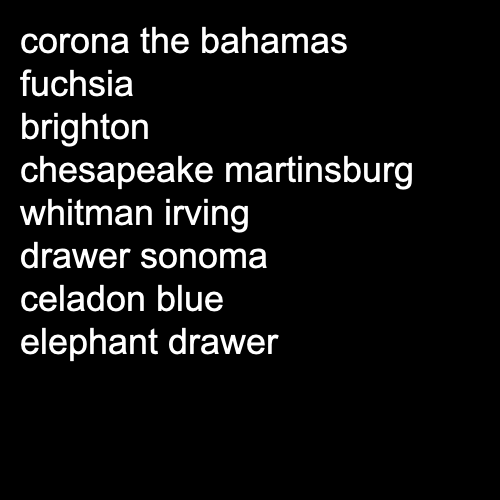 corona the bahamas
fuchsia
brighton
chesapeake martinsburg
whitman irving
drawer sonoma
celadon blue
elephant drawer